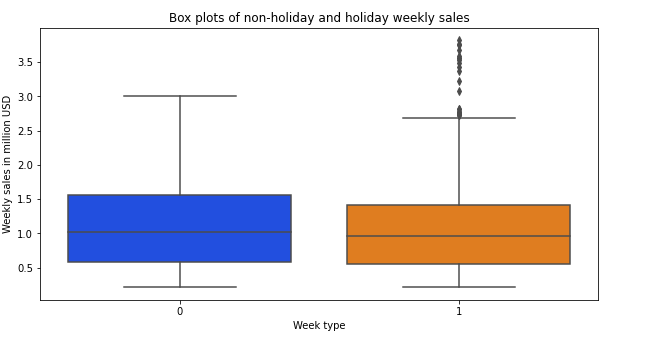 Box plots of non-holiday and holiday weekly sales
Weekly sales in million USD
3.5
3.0
2.5
2.0
1.5
1.0
0.5
0 1
Week type